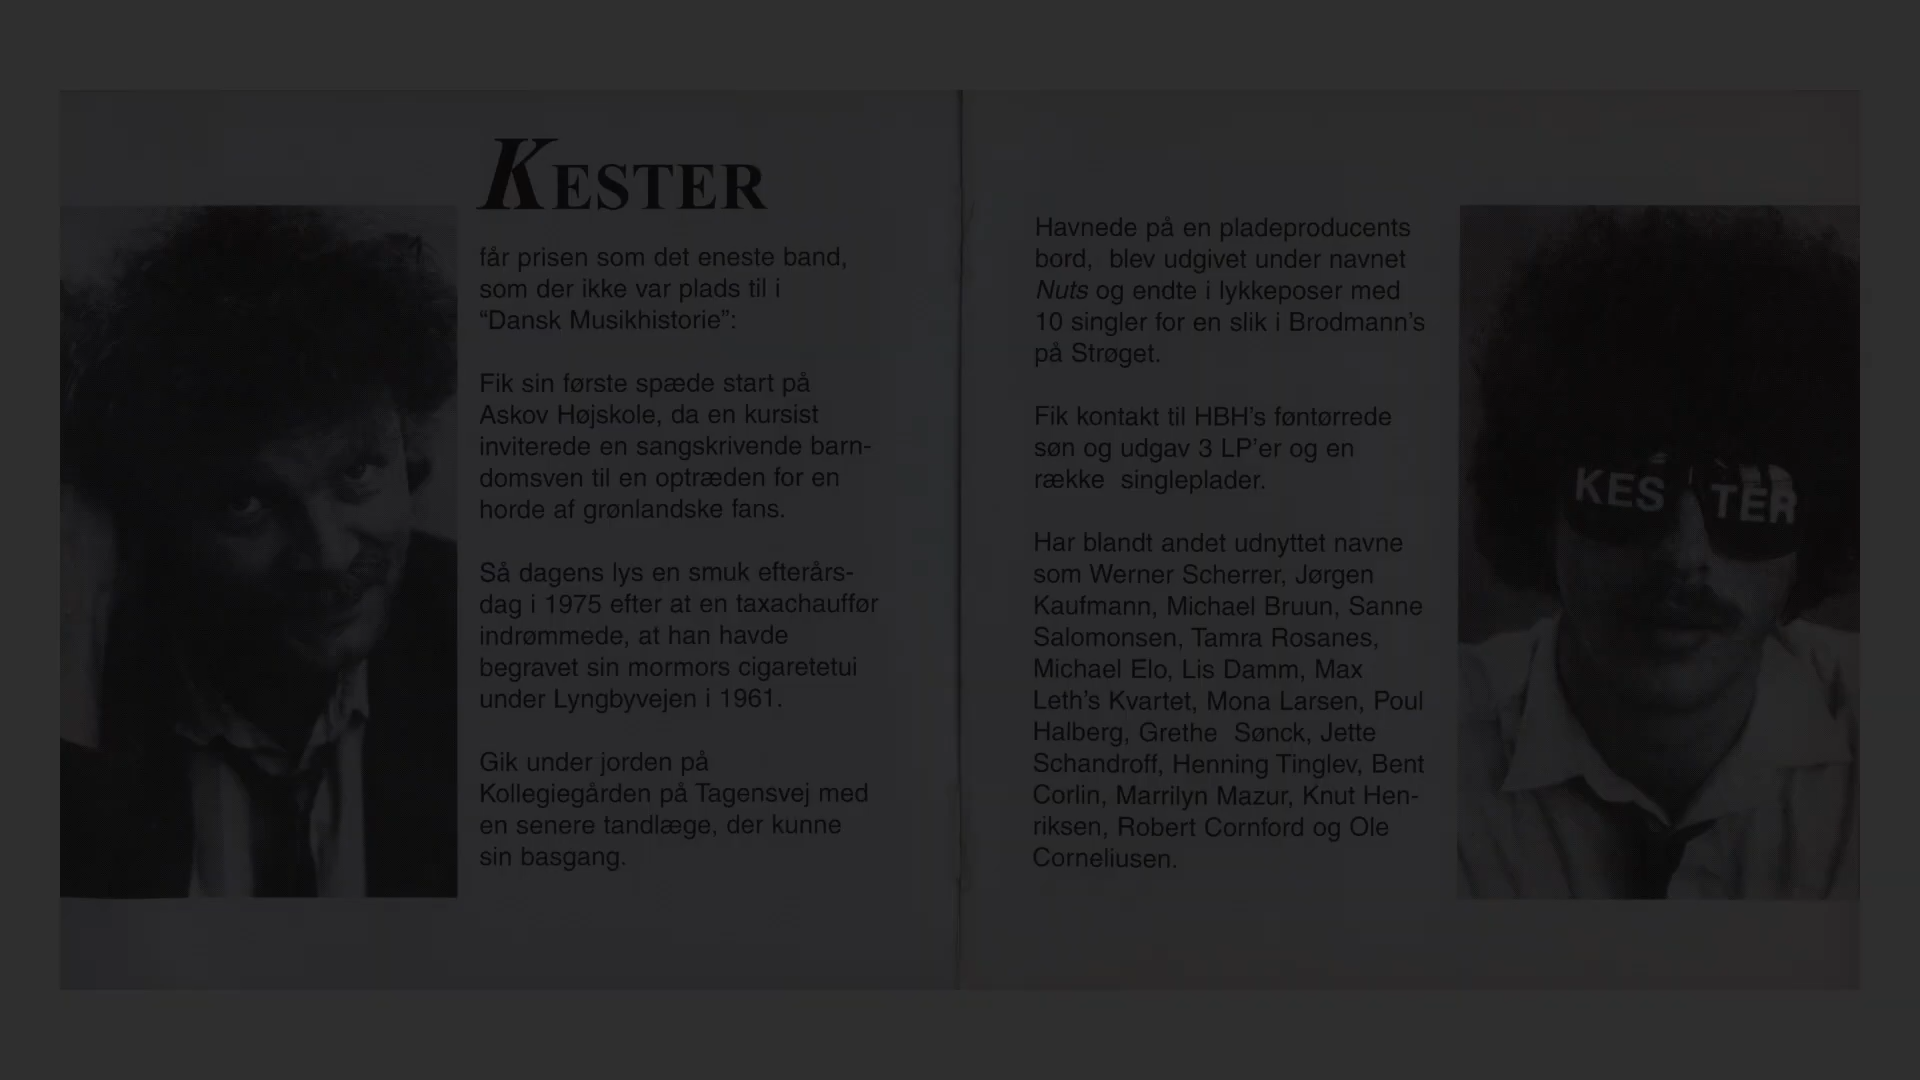 KESTER
får prisen som det eneste band,
som der ikke var plads til i
“Dansk Musikhistorie”:
Fik sin første spæde start på
Askov Højskole, da en kursist
inviterede en sangskrivende barn-
domsven til en optræden for en
horde af grønlandske fans.
Så dagens lys en smuk efterårs-
dag i 1975 efter at en taxachauffør
indrømmede, at han havde
begravet sin mormors cigaretetui
under Lyngbyvejen i 1961.
Gik under jorden på
Kollegiegården på Tagensvej med
en senere tandlæge, der kunne
sin basgang.
Havnede på en pladeproducents
bord,  blev udgivet under navnet
Nuts og endte i lykkeposer med
10 singler for en slik i Brodmann’s
på Strøget.
Fik kontakt til HBH’s føntørrede
søn og udgav 3 LP’er og en
række  singleplader.
Har blandt andet udnyttet navne
som Werner Scherrer, Jørgen
Kaufmann, Michael Bruun, Sanne
Salomonsen, Tamra Rosanes,
Michael Elo, Lis Damm, Max
Leth’s Kvartet, Mona Larsen, Poul
Halberg, Grethe  Sønck, Jette
Schandroff, Henning Tinglev, Bent
Corlin, Marrilyn Mazur, Knut Hen-
riksen, Robert Cornford og Ole
Corneliusen.
KES TER